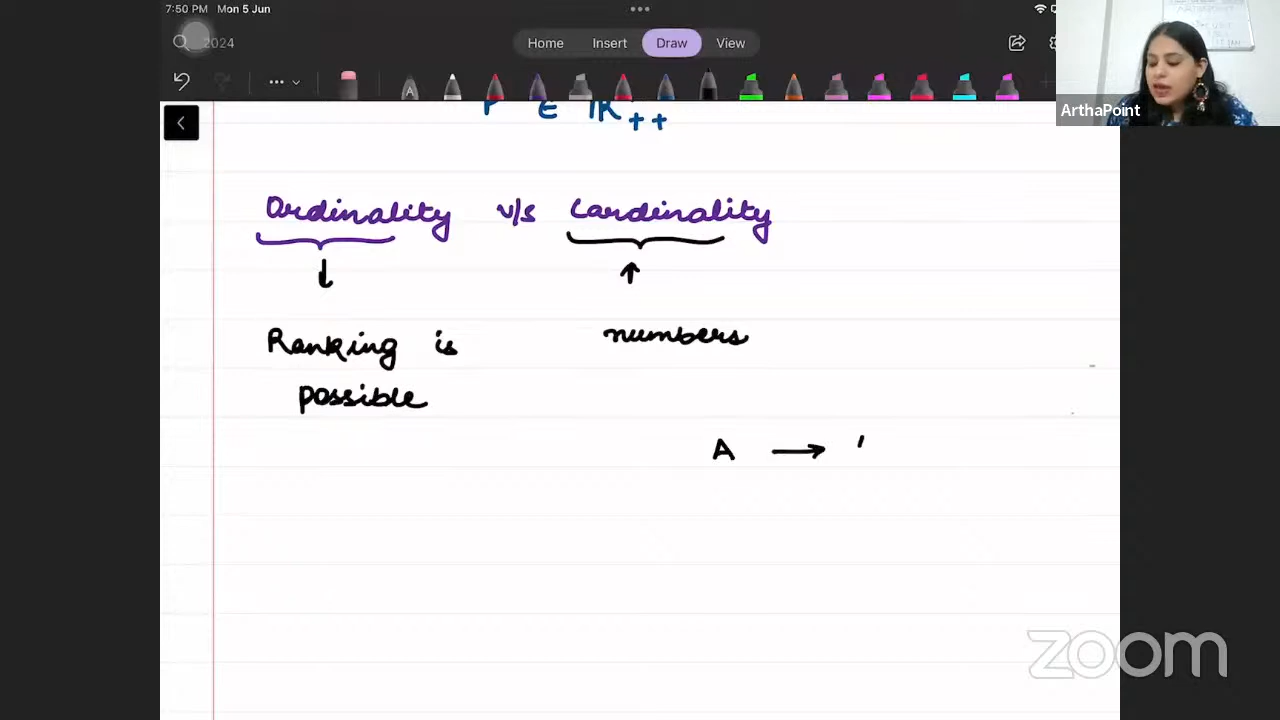 7:50 PM Mon 5 Jun
2024
Home Insert Draw View
A
ArthaPoint
P ∈ ℝ++
Ordinality v/s Cardinality
Ranking is
possible
numbers
A →
zoom